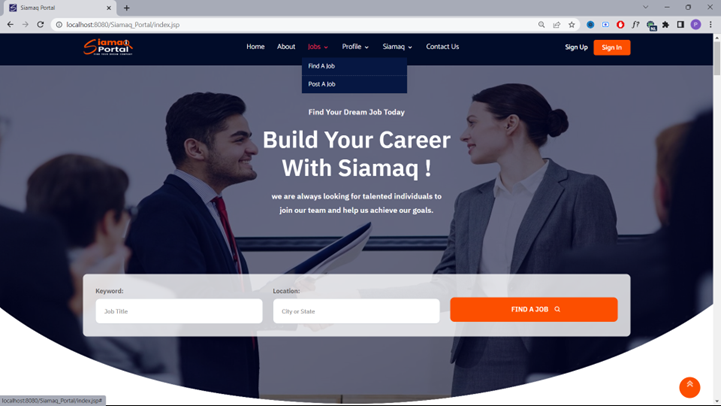 Siamaq Portal
localhost:8080/Siamaq_Portal/index.jsp
Siamaq
Portal
Home About Jobs Profile Siamaq Contact Us
Sign Up Sign In
Find A Job
Post A Job
Find Your Dream Job Today
Build Your Career
With Siamaq !
we are always looking for talented individuals to
join our team and help us achieve our goals.
Keyword:
Location:
Job Title
City or State
FIND A JOB
localhost:8080/Siamaq_Portal/index.jsp#